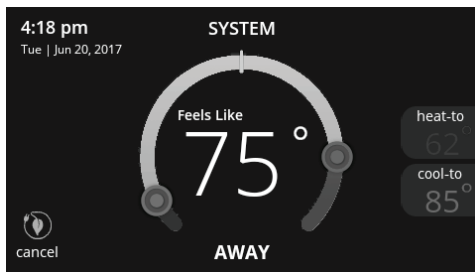 4:18 pm
SYSTEM
Tue | Jun 20, 2017
Feels Like
75°
heat-to
62°
cool-to
85°
cancel
AWAY